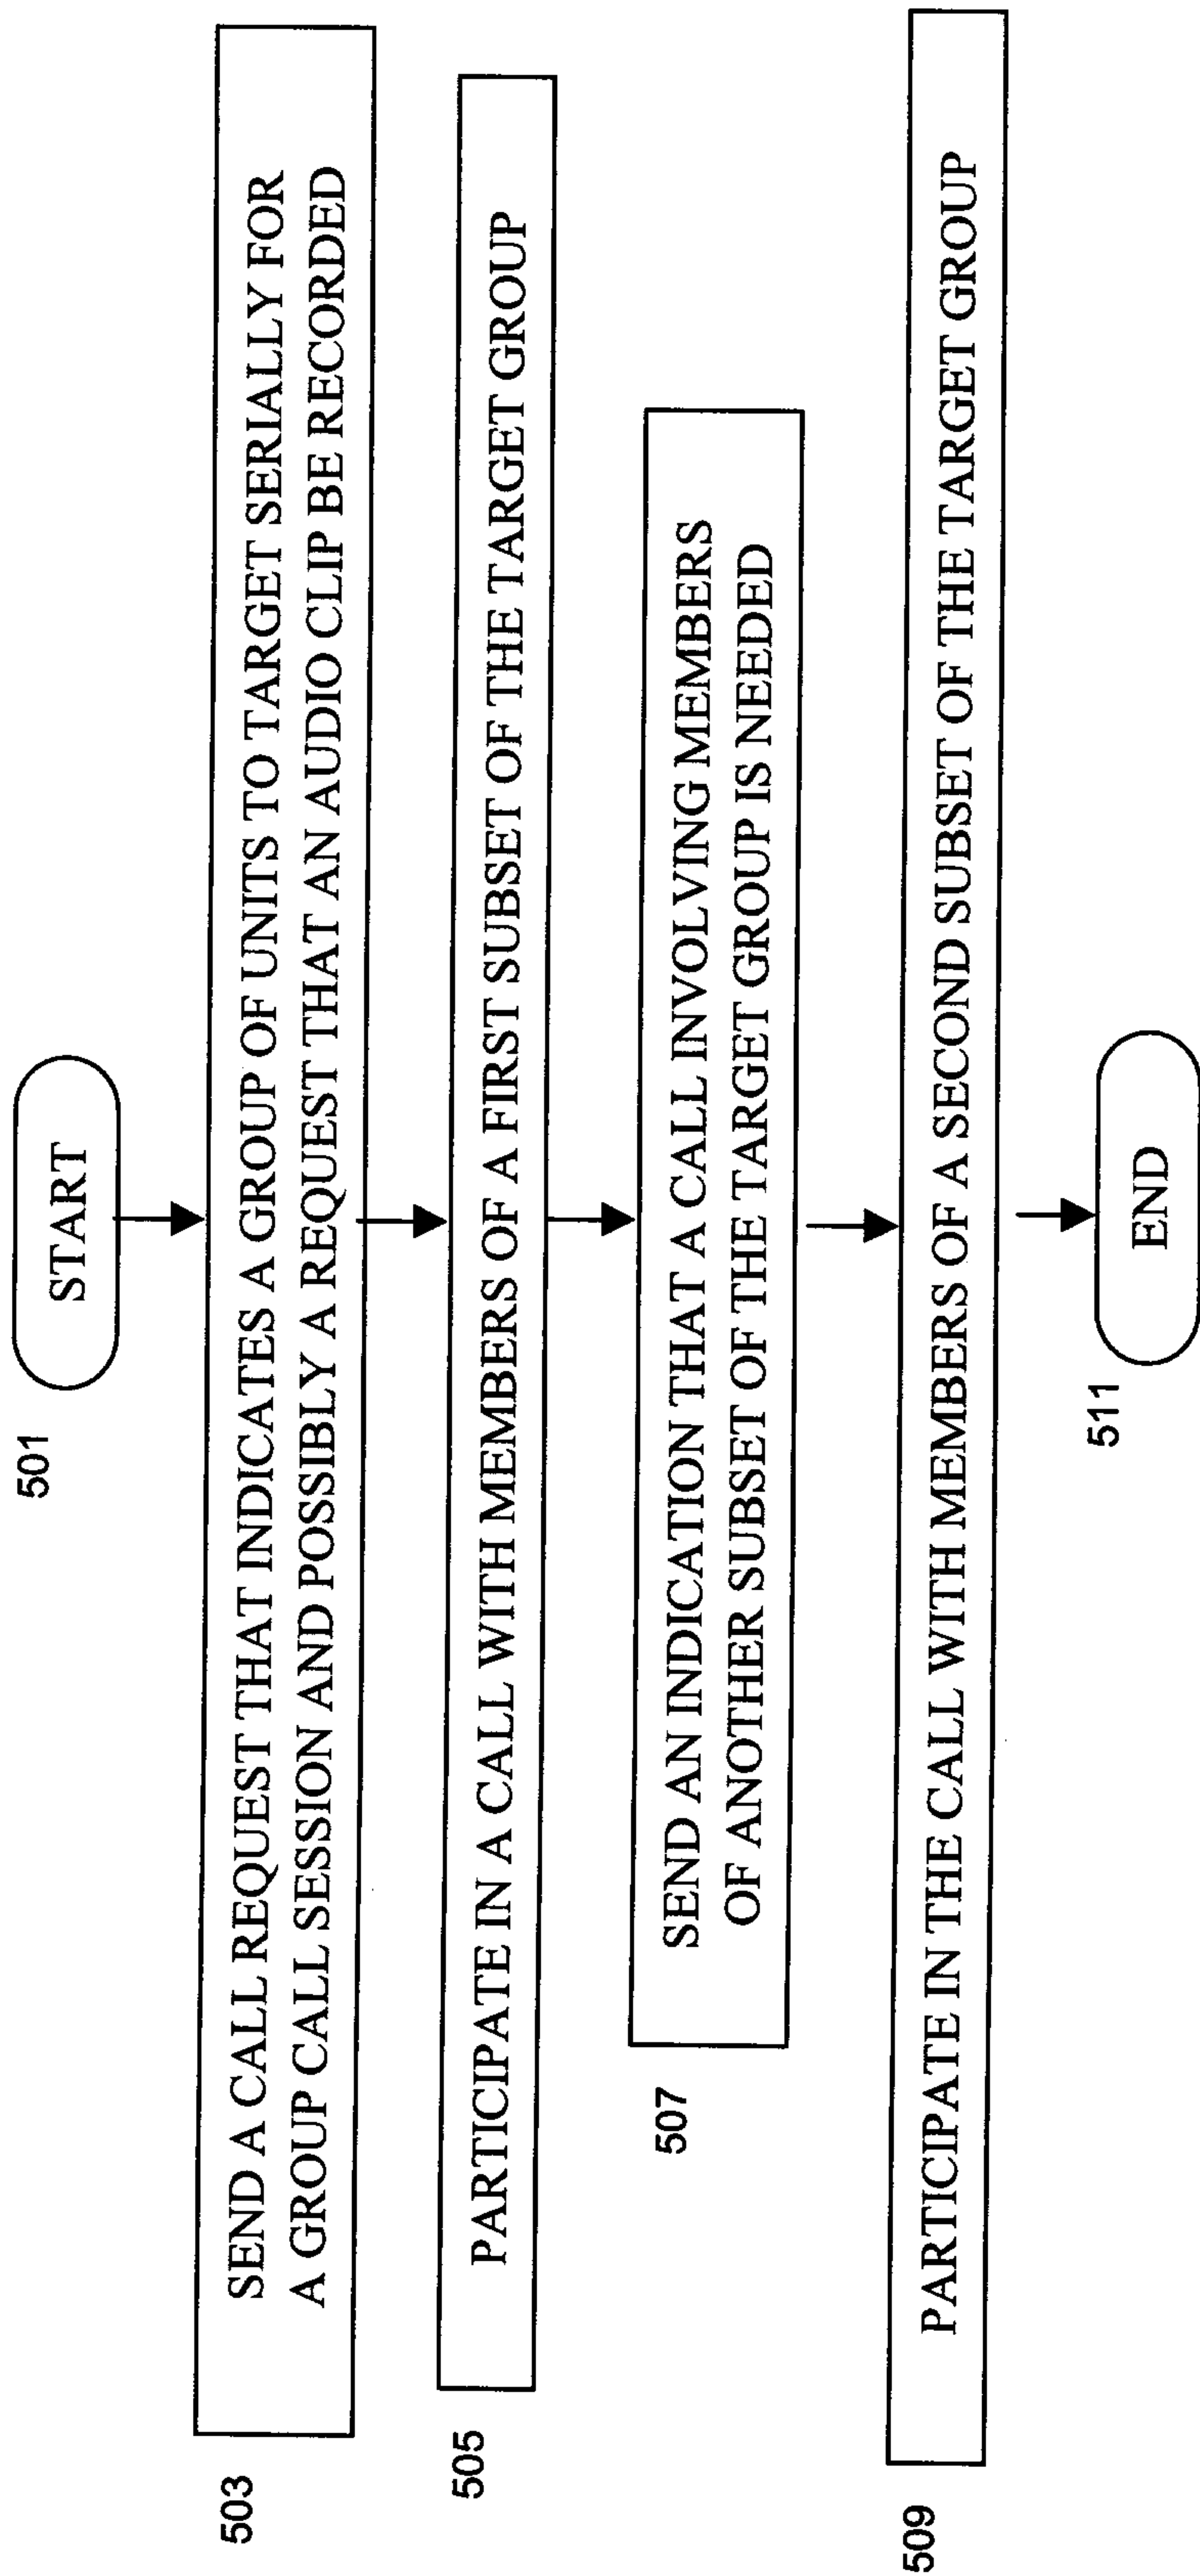 501
START
503
SEND A CALL REQUEST THAT INDICATES A GROUP OF UNITS TO TARGET SERIALLY FOR
A GROUP CALL SESSION AND POSSIBLY A REQUEST THAT AN AUDIO CLIP BE RECORDED
505
PARTICIPATE IN A CALL WITH MEMBERS OF A FIRST SUBSET OF THE TARGET GROUP
507
SEND AN INDICATION THAT A CALL INVOLVING MEMBERS
OF ANOTHER SUBSET OF THE TARGET GROUP IS NEEDED
509
PARTICIPATE IN THE CALL WITH MEMBERS OF A SECOND SUBSET OF THE TARGET GROUP
511
END